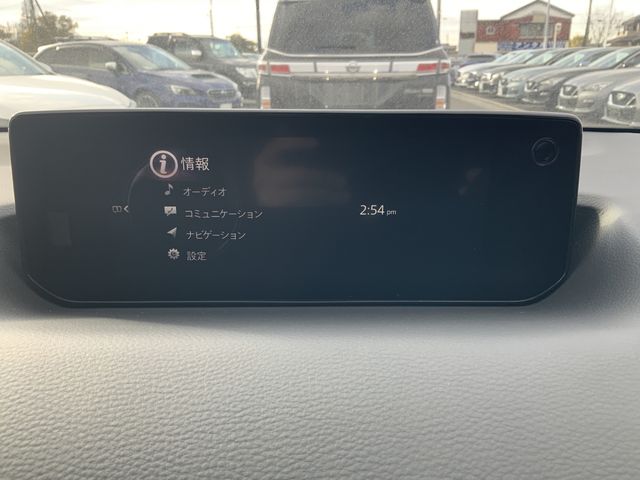 情報
オーディオ
コミュニケーション
2:54 pm
ナビゲーション
設定